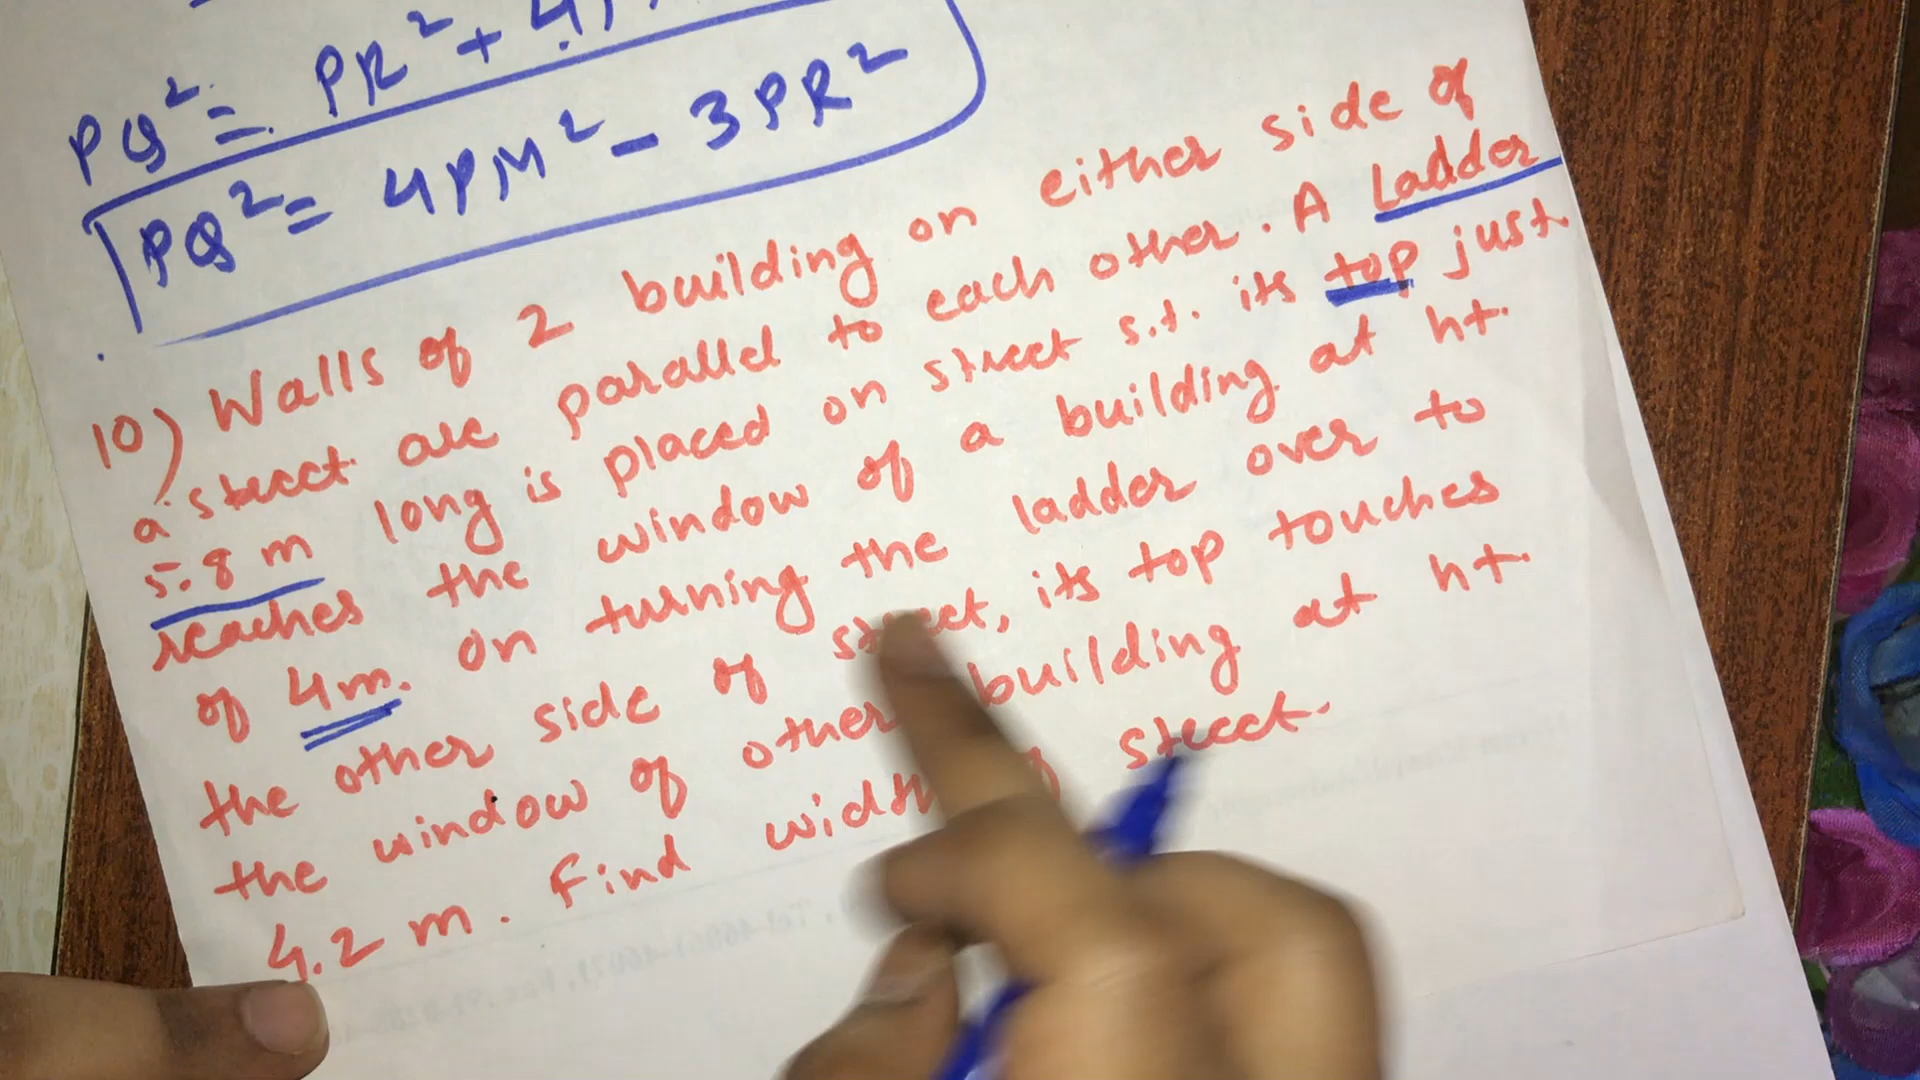 PQ² = PR² + 4P
PQ² = 4PM² - 3PR²
10) Walls of 2 building on either side of
a street are parallel to each other. A Ladder
5.8 m long is placed on street s.t. its top just
reaches the window of a building at ht.
of 4m. on turning the ladder over to
the other side of street, its top touches
the window of other building at ht.
4.2 m. Find width of street.